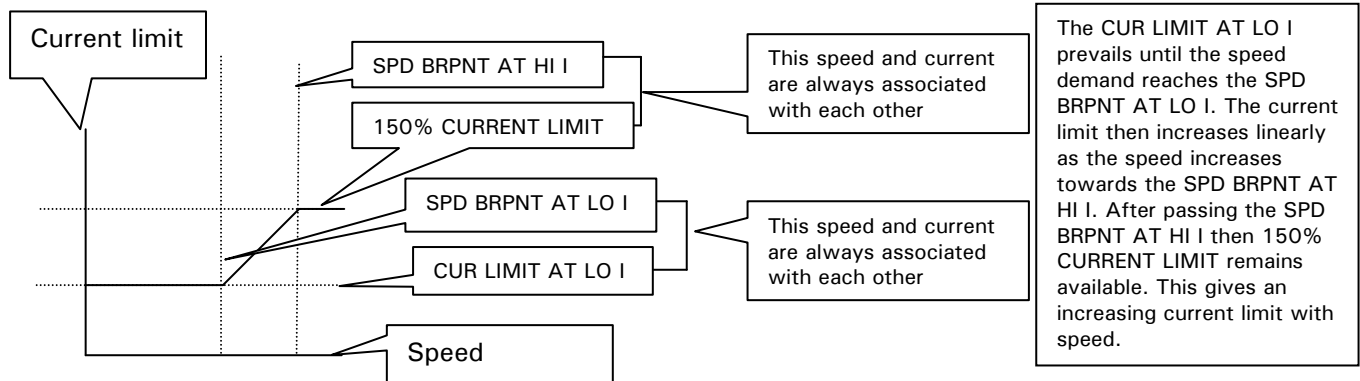 Current limit
SPD BRPNT AT HI I
150% CURRENT LIMIT
SPD BRPNT AT LO I
CUR LIMIT AT LO I
Speed
This speed and current
are always associated
with each other
This speed and current
are always associated
with each other
The CUR LIMIT AT LO I
prevails until the speed
demand reaches the SPD
BRPNT AT LO I. The current
limit then increases linearly
as the speed increases
towards the SPD BRPNT AT
HI I. After passing the SPD
BRPNT AT HI I then 150%
CURRENT LIMIT remains
available. This gives an
increasing current limit with
speed.